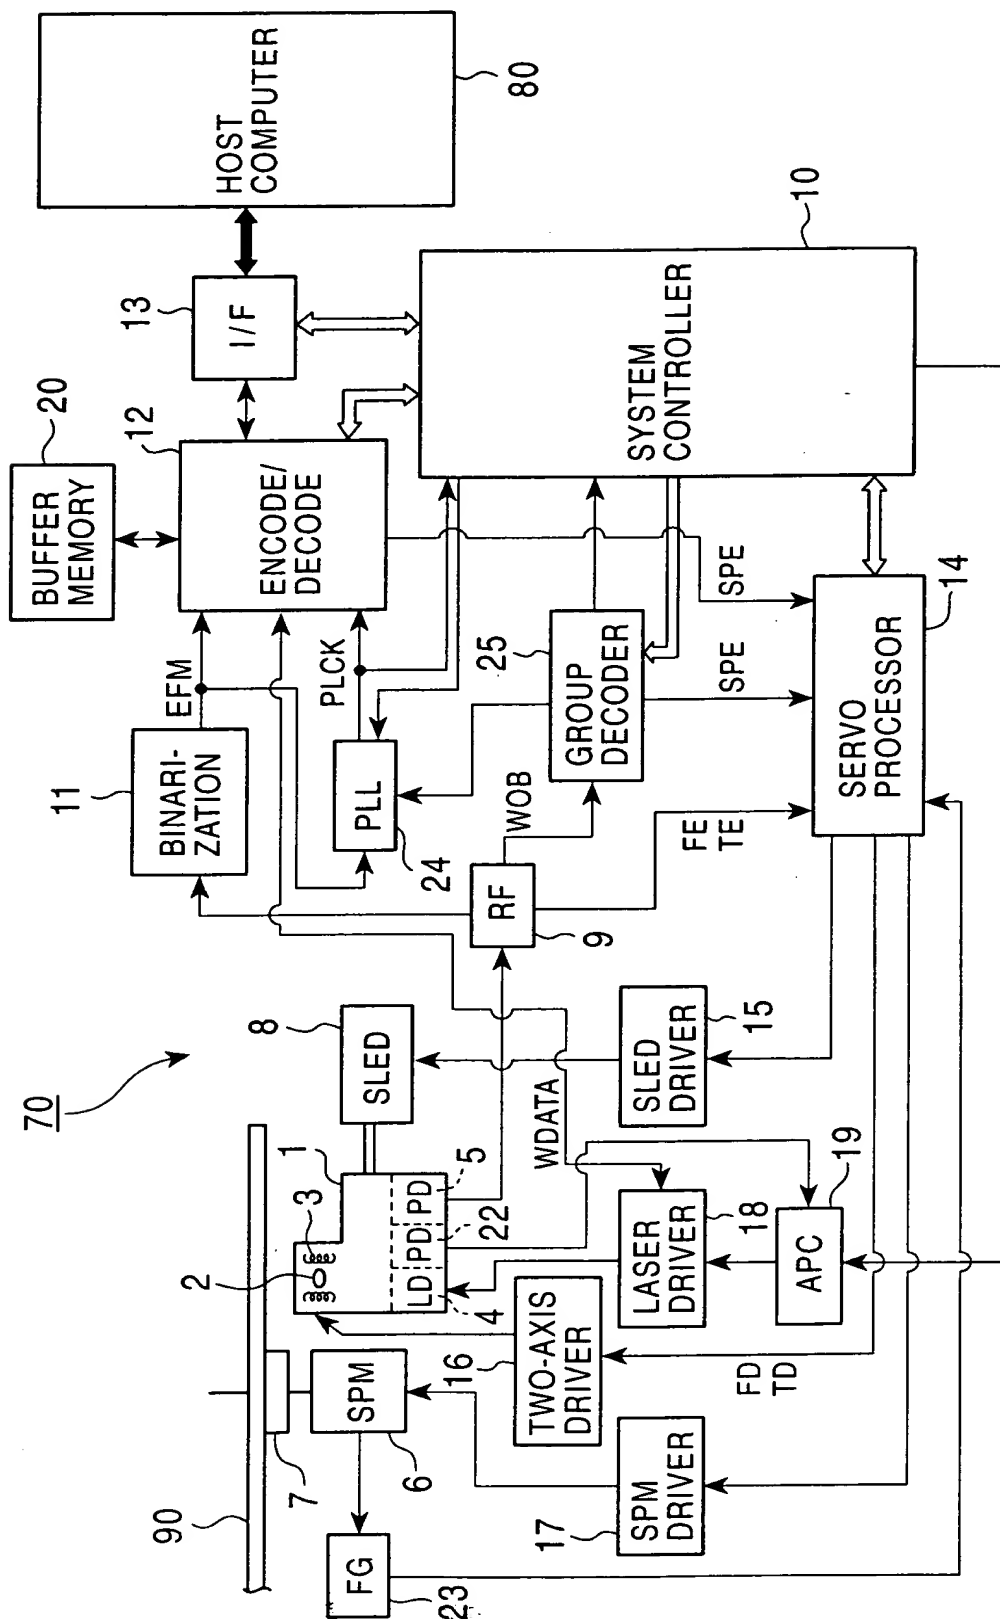 70
90
7
SPM
6
FG
23
2
3
1
LD
PD
PD
4
22
5
SLED
8
TWO-AXIS
DRIVER
16
SPM
DRIVER
17
LASER
DRIVER
18
APC
19
WDATA
FD
TD
SLED
DRIVER
15
RF
9
BINARI-
ZATION
11
EFM
PLL
24
PLCK
WOB
FE
TE
GROUP
DECODER
25
SPE
SPE
SERVO
PROCESSOR
14
BUFFER
MEMORY
20
ENCODE/
DECODE
12
I/F
13
SYSTEM
CONTROLLER
10
HOST
COMPUTER
80